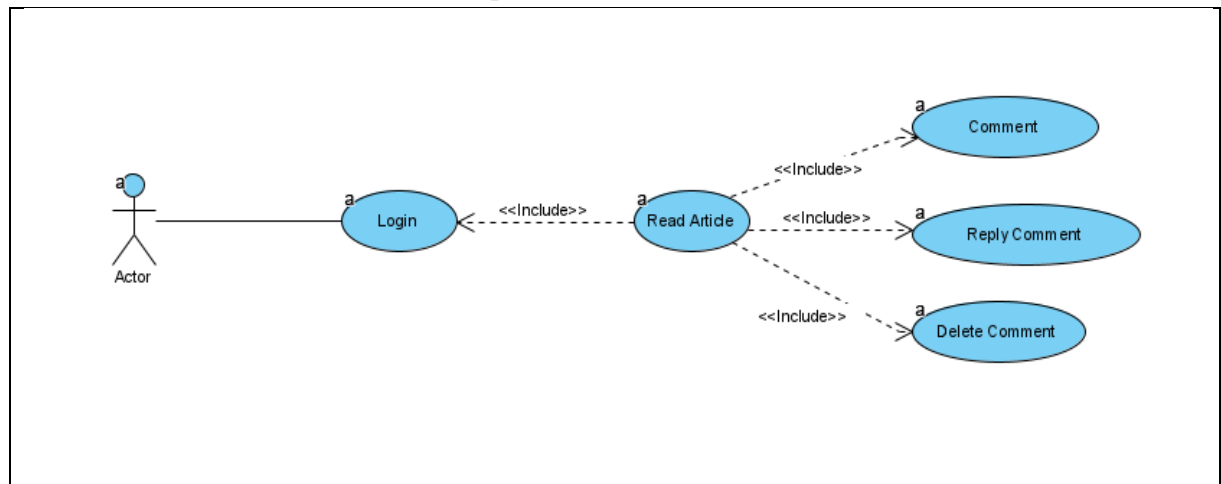 a
Comment
<<Include>>
a
a
a
<<Include>>
Login
Read Article
<<Include>>
a
Reply Comment
Actor
<<Include>>
a
Delete Comment